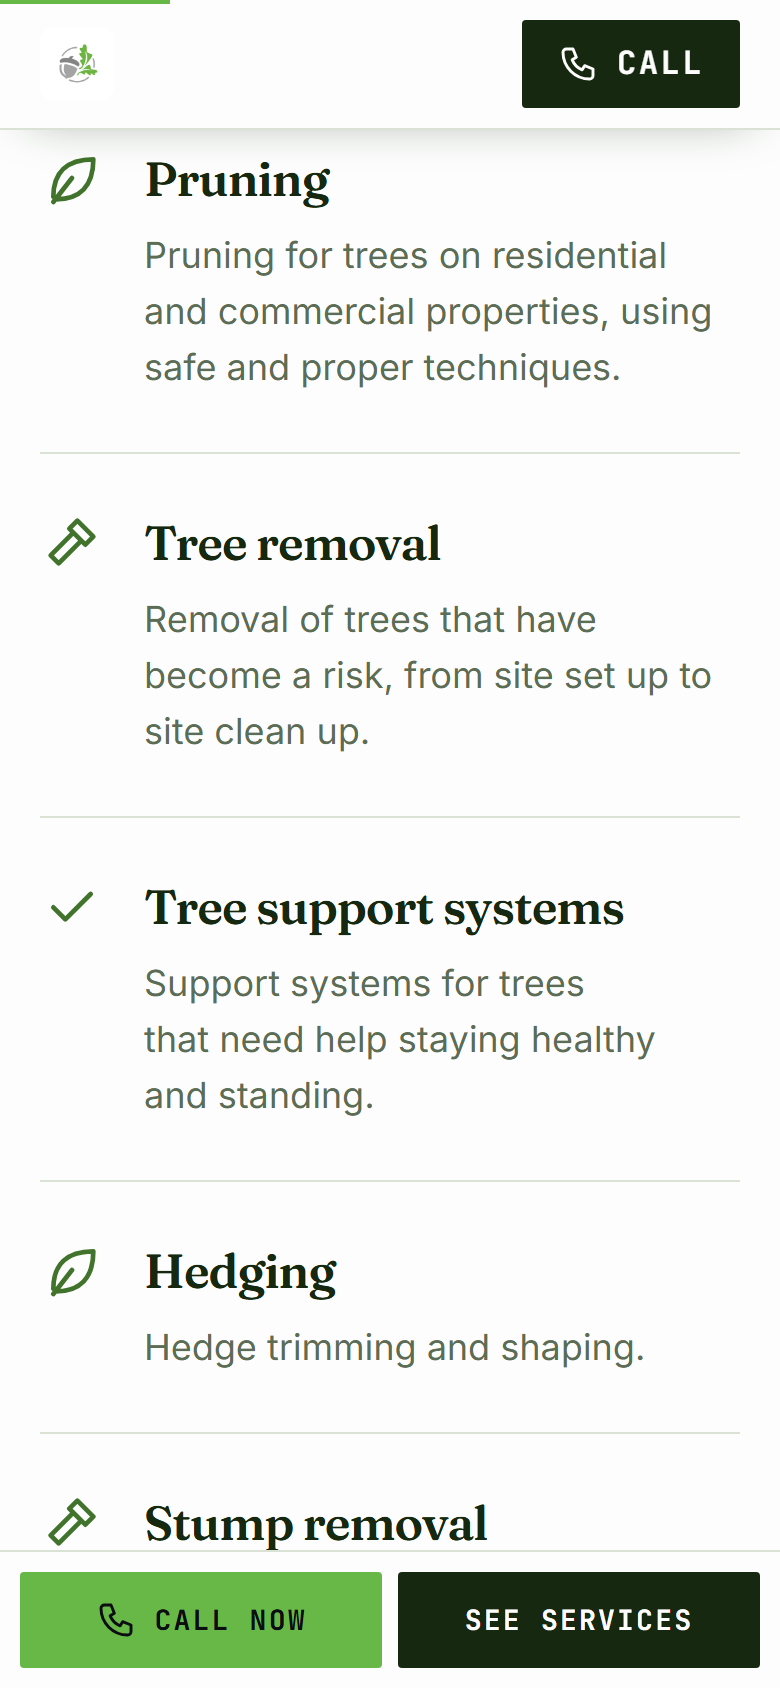 CALL
Pruning
Pruning for trees on residential
and commercial properties, using
safe and proper techniques.
Tree removal
Removal of trees that have
become a risk, from site set up to
site clean up.
Tree support systems
Support systems for trees
that need help staying healthy
and standing.
Hedging
Hedge trimming and shaping.
Stump removal
CALL NOW
SEE SERVICES